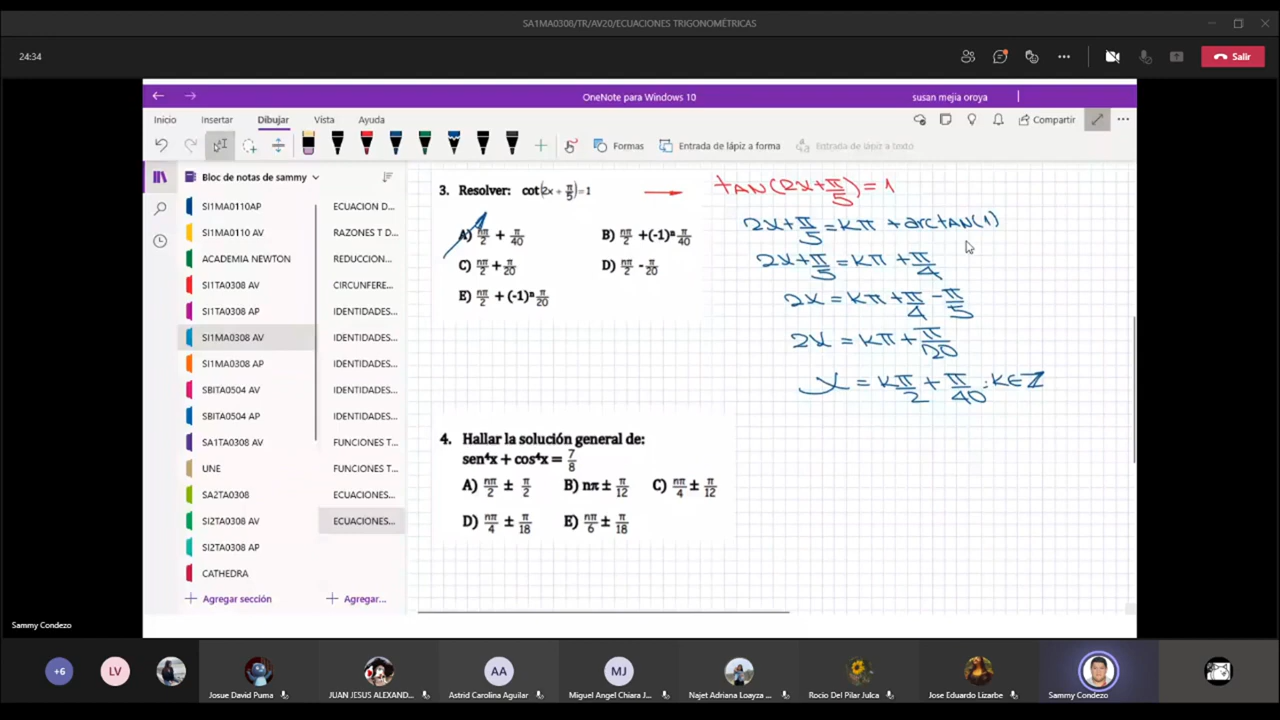 SA1MA0308/TR/AV20/ECUACIONES TRIGONOMÉTRICAS
24:34
Salir
OneNote para Windows 10
susan mejia oroya
Inicio Insertar Dibujar Vista Ayuda
Compartir
Formas Entrada de lápiz a forma Entrada de lápiz a texto
Bloc de notas de sammy
SI1MA0110AP ECUACION D...
SI1MA0110 AV RAZONES T D...
ACADEMIA NEWTON REDUCCION...
SI1TA0308 AV CIRCUNFERE...
SI1TA0308 AP IDENTIDADES...
SI1MA0308 AV IDENTIDADES...
SI1MA0308 AP IDENTIDADES...
SBITA0504 AV IDENTIDADES...
SBITA0504 AP IDENTIDADES...
SA1TA0308 AV FUNCIONES T...
UNE FUNCIONES T...
SA2TA0308 ECUACIONES...
SI2TA0308 AV ECUACIONES...
SI2TA0308 AP
CATHEDRA
Agregar sección Agregar...
3. Resolver: cot(2x + π/5) = 1
A) nπ/2 + π/40 B) nπ/2 +(-1)ⁿ π/40
C) nπ/2 + π/20 D) nπ/2 - π/20
E) nπ/2 + (-1)ⁿ π/20
TAN(2x+π/5) = 1
2x+π/5 = kπ + arcTAN(1)
2x+π/5 = kπ + π/4
2x = kπ + π/4 - π/5
2x = kπ + π/20
x = kπ/2 + π/40 ; k∈ℤ
4. Hallar la solución general de:
sen⁴x + cos⁴x = 7/8
A) nπ/2 ± π/2 B) nπ ± π/12 C) nπ/4 ± π/12
D) nπ/4 ± π/18 E) nπ/6 ± π/18
Sammy Condezo
+6 LV Josue David Puma JUAN JESUS ALEXAND... AA Astrid Carolina Aguilar MJ Miguel Angel Chiara J... Najet Adriana Loayza ... Rocio Del Pilar Julca Jose Eduardo Lizarbe Sammy Condezo